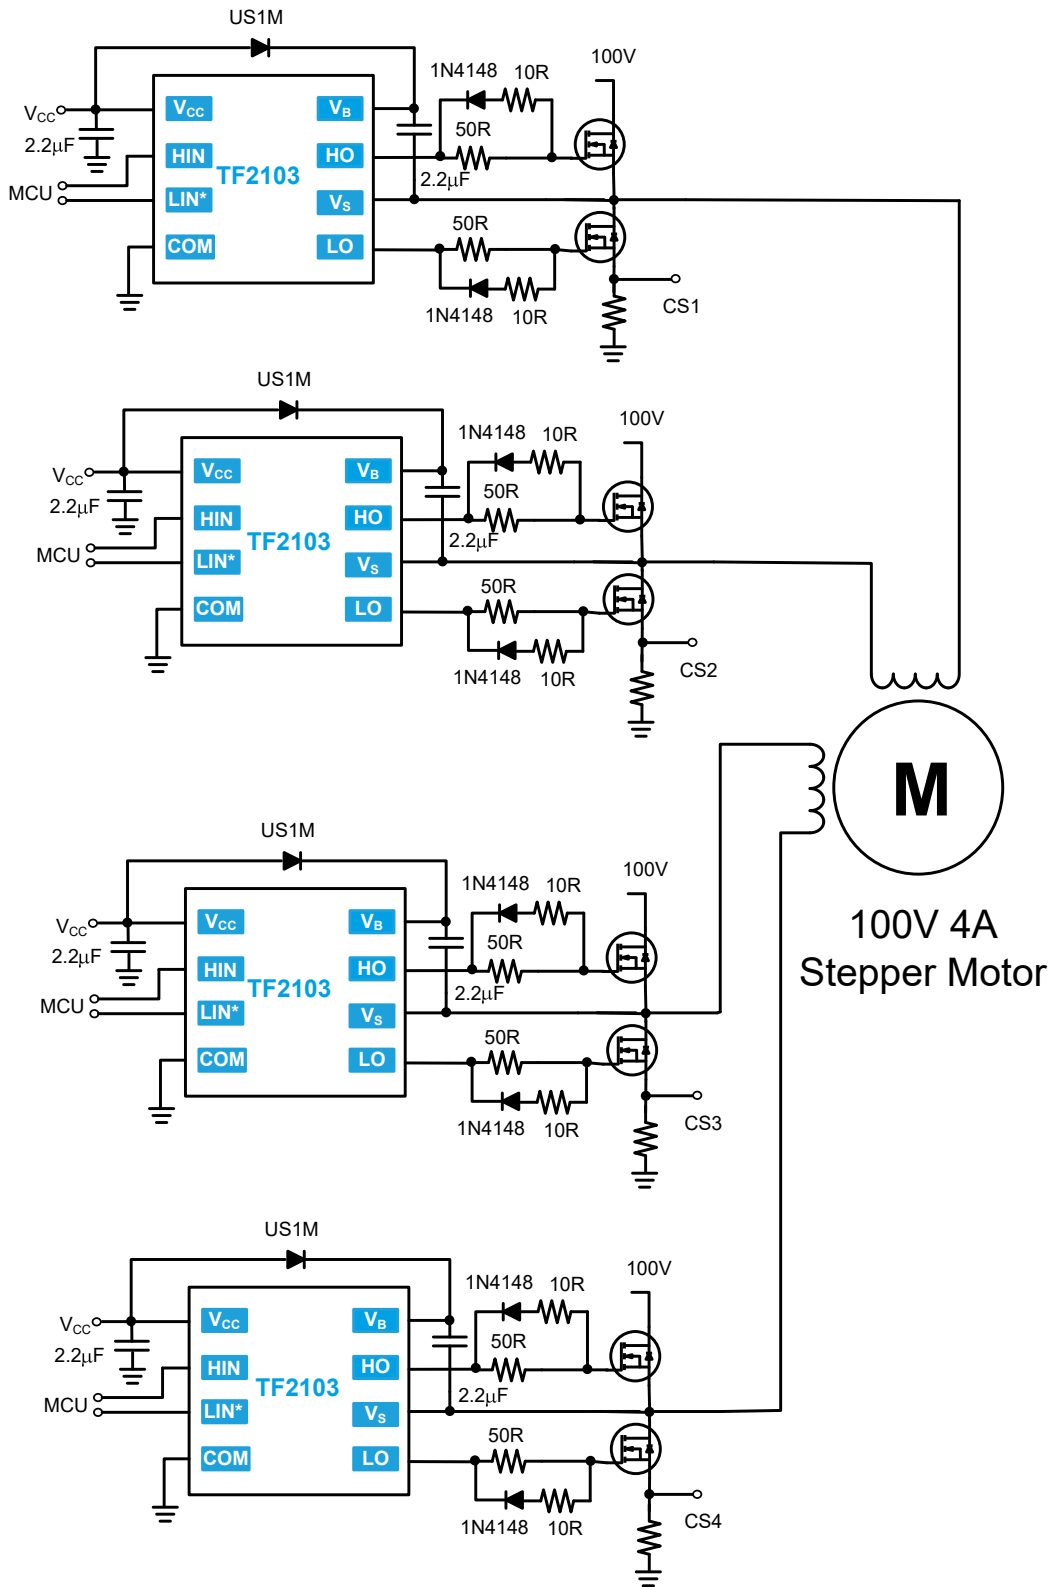 US1M
100V
1N4148 10R
VCC VCC VB
2.2µF 50R
HIN HO
TF2103 2.2µF
MCU LIN* VS
50R
COM LO
CS1
1N4148 10R
US1M
100V
1N4148 10R
VCC VCC VB
2.2µF 50R
HIN HO
TF2103 2.2µF
MCU LIN* VS
50R
COM LO
CS2
1N4148 10R
M
US1M
100V
1N4148 10R
100V 4A
Stepper Motor
VCC VCC VB
2.2µF 50R
HIN HO
TF2103 2.2µF
MCU LIN* VS
50R
COM LO
CS3
1N4148 10R
US1M
100V
1N4148 10R
VCC VCC VB
2.2µF 50R
HIN HO
TF2103 2.2µF
MCU LIN* VS
50R
COM LO
CS4
1N4148 10R